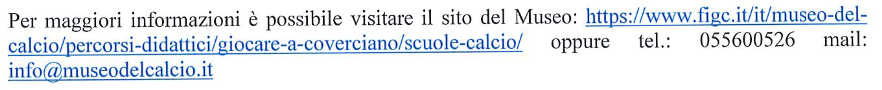 Per maggiori informazioni è possibile visitare il sito del Museo: https://www.figc.it/it/museo-del-
calcio/percorsi-didattici/giocare-a-coverciano/scuole-calcio/ oppure tel.: 055600526 mail:
info@museodelcalcio.it